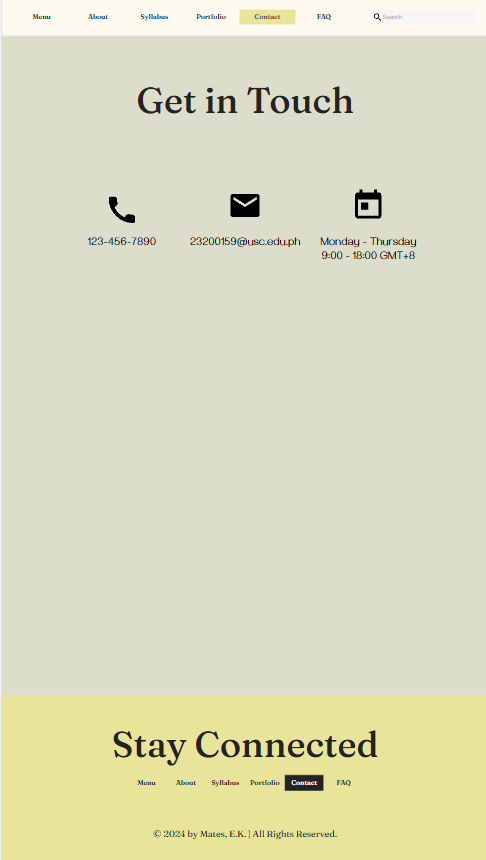 Menu About Syllabus Portfolio Contact FAQ Search
Get in Touch
123-456-7890 23200159@usc.edu.ph Monday - Thursday
9:00 - 18:00 GMT+8
Stay Connected
Menu About Syllabus Portfolio Contact FAQ
© 2024 by Mates, E.K. | All Rights Reserved.